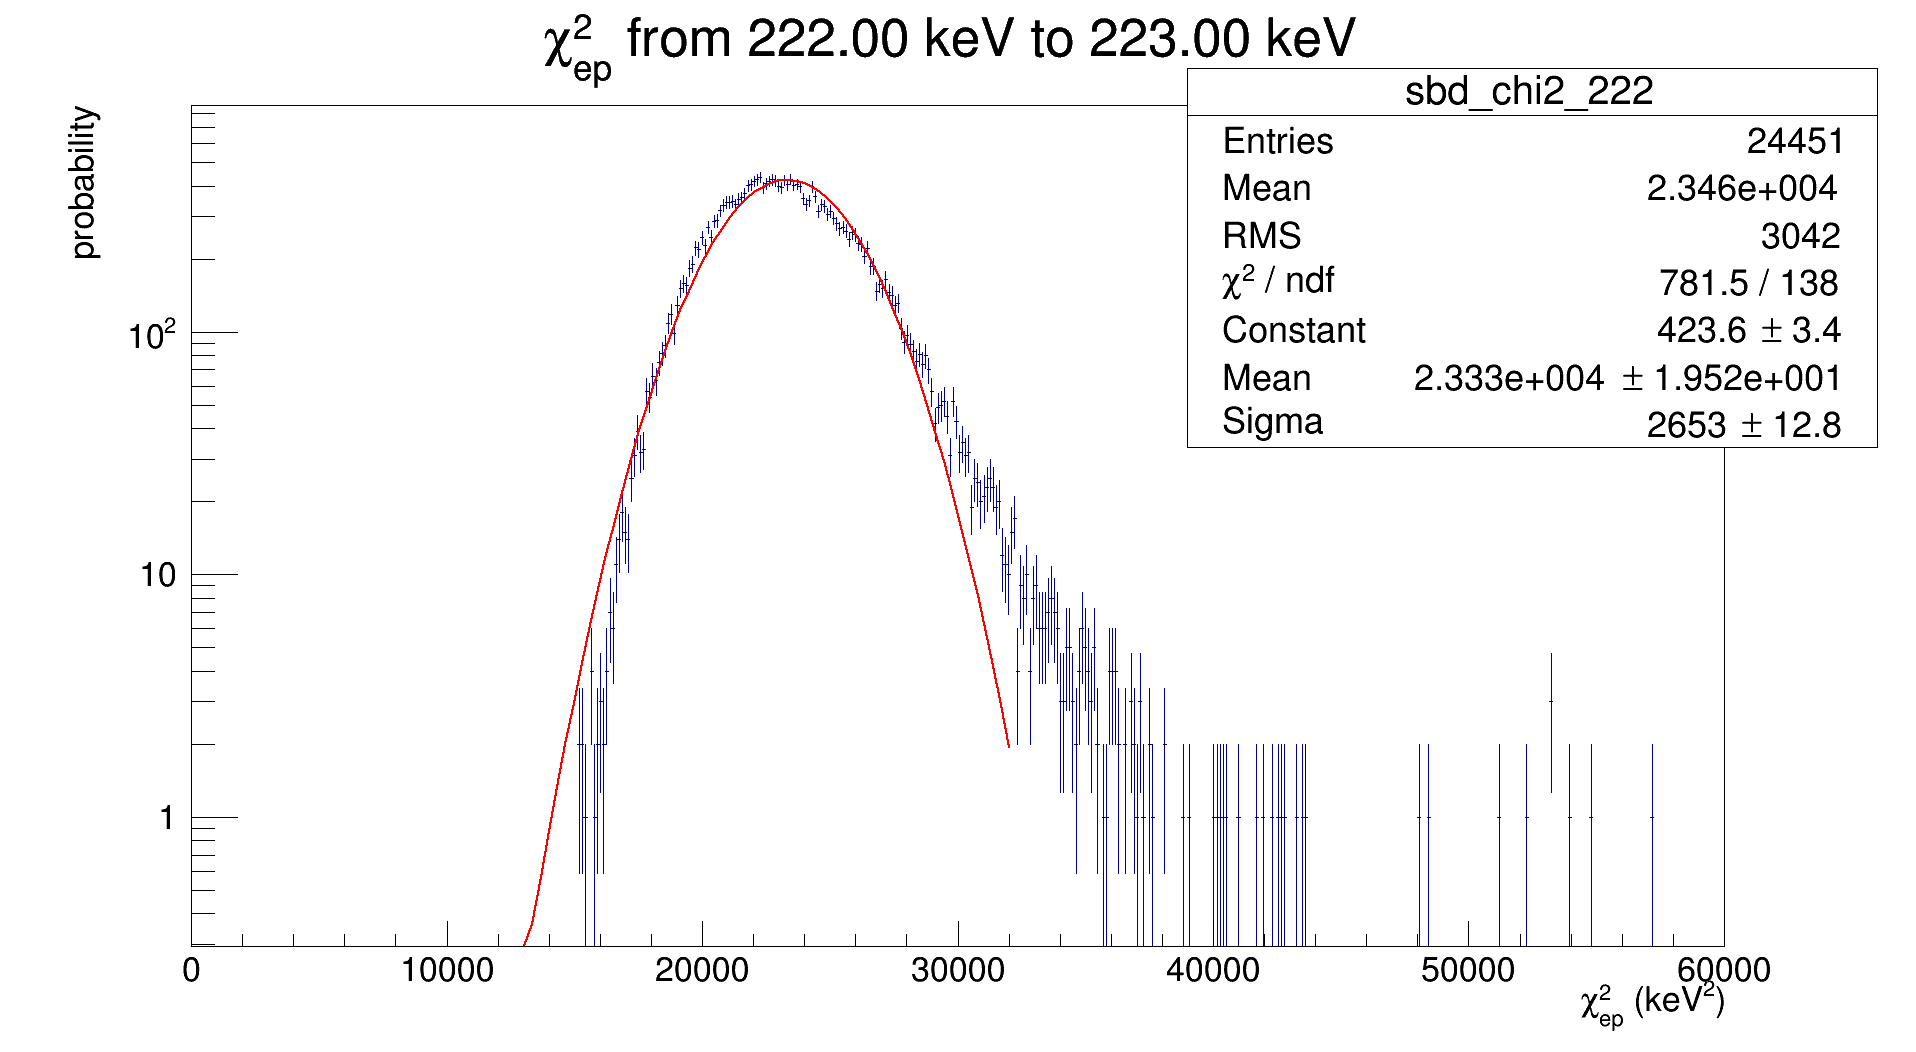 χ²ep from 222.00 keV to 223.00 keV
sbd_chi2_222
Entries 24451
Mean 2.346e+004
RMS 3042
χ² / ndf 781.5 / 138
Constant 423.6 ± 3.4
Mean 2.333e+004 ± 1.952e+001
Sigma 2653 ± 12.8
probability
10²
10
1
0 10000 20000 30000 40000 50000 60000
χ²ep (keV²)